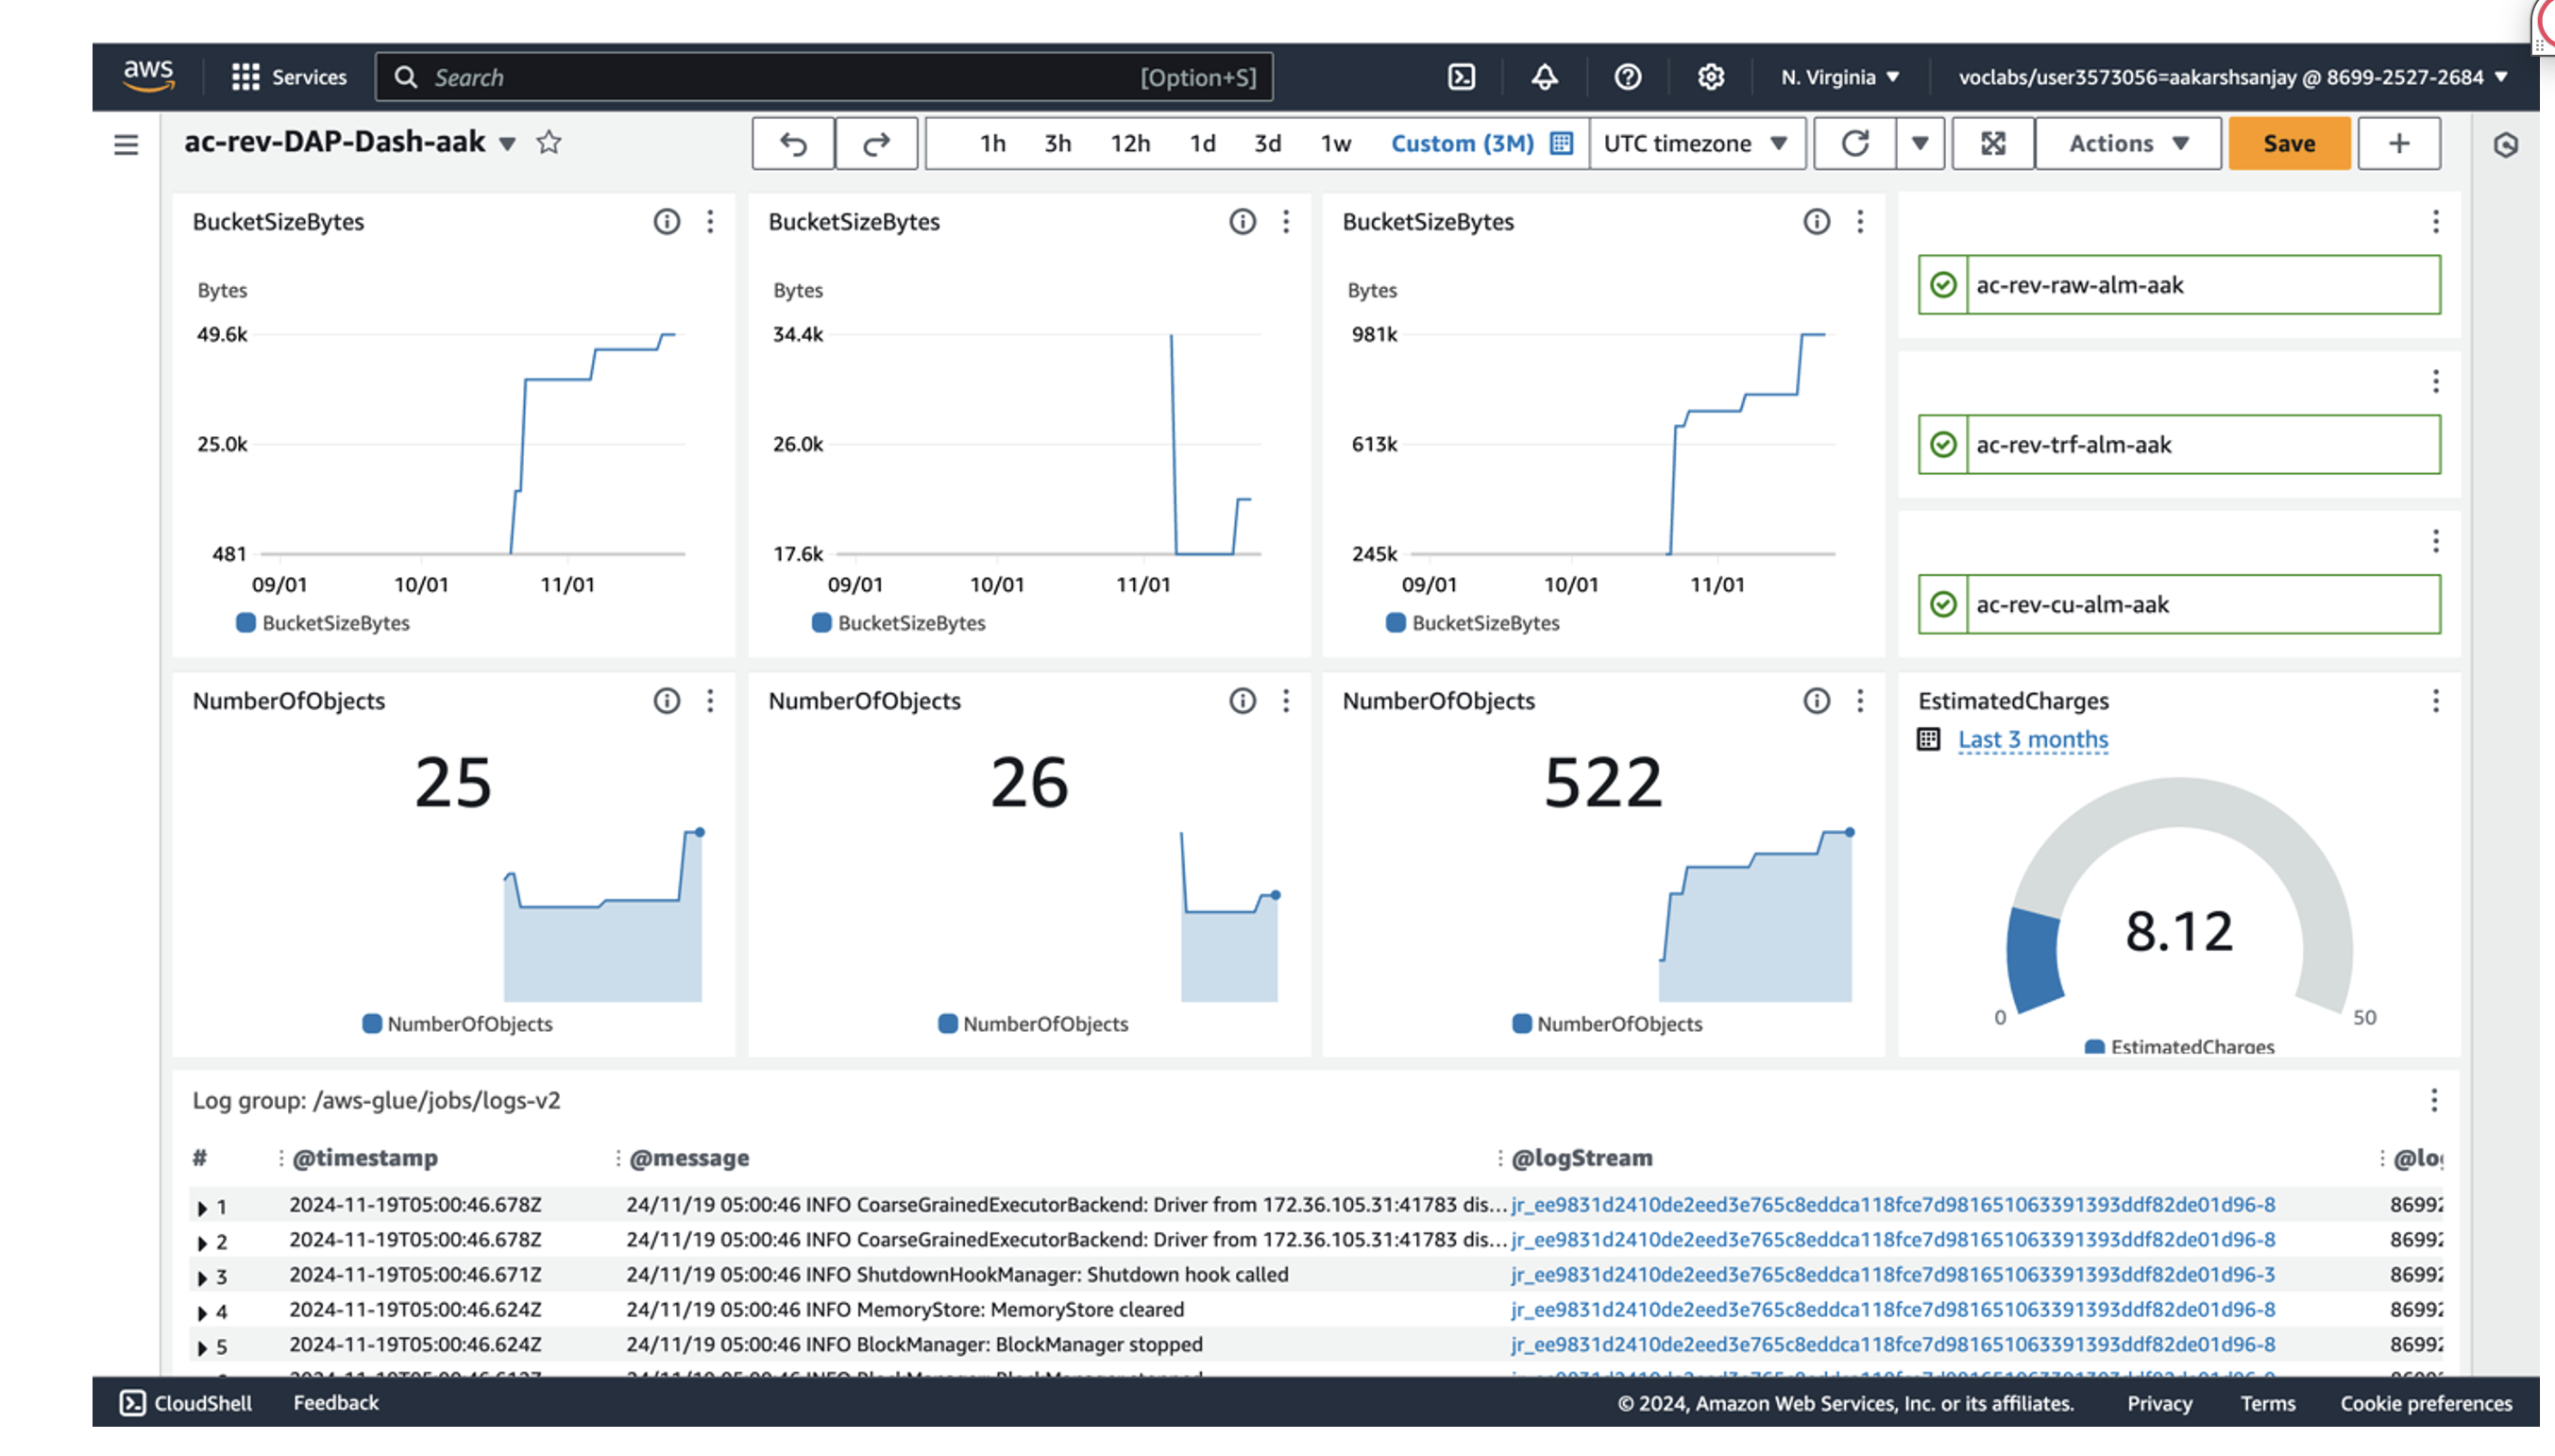 aws Services Search [Option+S] N. Virginia voclabs/user3573056=aakarshsanjay @ 8699-2527-2684
ac-rev-DAP-Dash-aak 1h 3h 12h 1d 3d 1w Custom (3M) UTC timezone Actions Save +
BucketSizeBytes
Bytes
49.6k
25.0k
481
09/01 10/01 11/01
BucketSizeBytes
BucketSizeBytes
Bytes
34.4k
26.0k
17.6k
09/01 10/01 11/01
BucketSizeBytes
BucketSizeBytes
Bytes
981k
613k
245k
09/01 10/01 11/01
BucketSizeBytes
ac-rev-raw-alm-aak
ac-rev-trf-alm-aak
ac-rev-cu-alm-aak
NumberOfObjects
25
NumberOfObjects
NumberOfObjects
26
NumberOfObjects
NumberOfObjects
522
NumberOfObjects
EstimatedCharges
Last 3 months
8.12
0 50
EstimatedCharges
Log group: /aws-glue/jobs/logs-v2
# @timestamp @message @logStream
1 2024-11-19T05:00:46.678Z 24/11/19 05:00:46 INFO CoarseGrainedExecutorBackend: Driver from 172.36.105.31:41783 dis... jr_ee9831d2410de2eed3e765c8eddca118fce7d981651063391393ddf82de01d96-8 8699
2 2024-11-19T05:00:46.678Z 24/11/19 05:00:46 INFO CoarseGrainedExecutorBackend: Driver from 172.36.105.31:41783 dis... jr_ee9831d2410de2eed3e765c8eddca118fce7d981651063391393ddf82de01d96-8 8699
3 2024-11-19T05:00:46.671Z 24/11/19 05:00:46 INFO ShutdownHookManager: Shutdown hook called jr_ee9831d2410de2eed3e765c8eddca118fce7d981651063391393ddf82de01d96-3 8699
4 2024-11-19T05:00:46.624Z 24/11/19 05:00:46 INFO MemoryStore: MemoryStore cleared jr_ee9831d2410de2eed3e765c8eddca118fce7d981651063391393ddf82de01d96-8 8699
5 2024-11-19T05:00:46.624Z 24/11/19 05:00:46 INFO BlockManager: BlockManager stopped jr_ee9831d2410de2eed3e765c8eddca118fce7d981651063391393ddf82de01d96-8 8699
CloudShell Feedback © 2024, Amazon Web Services, Inc. or its affiliates. Privacy Terms Cookie preferences